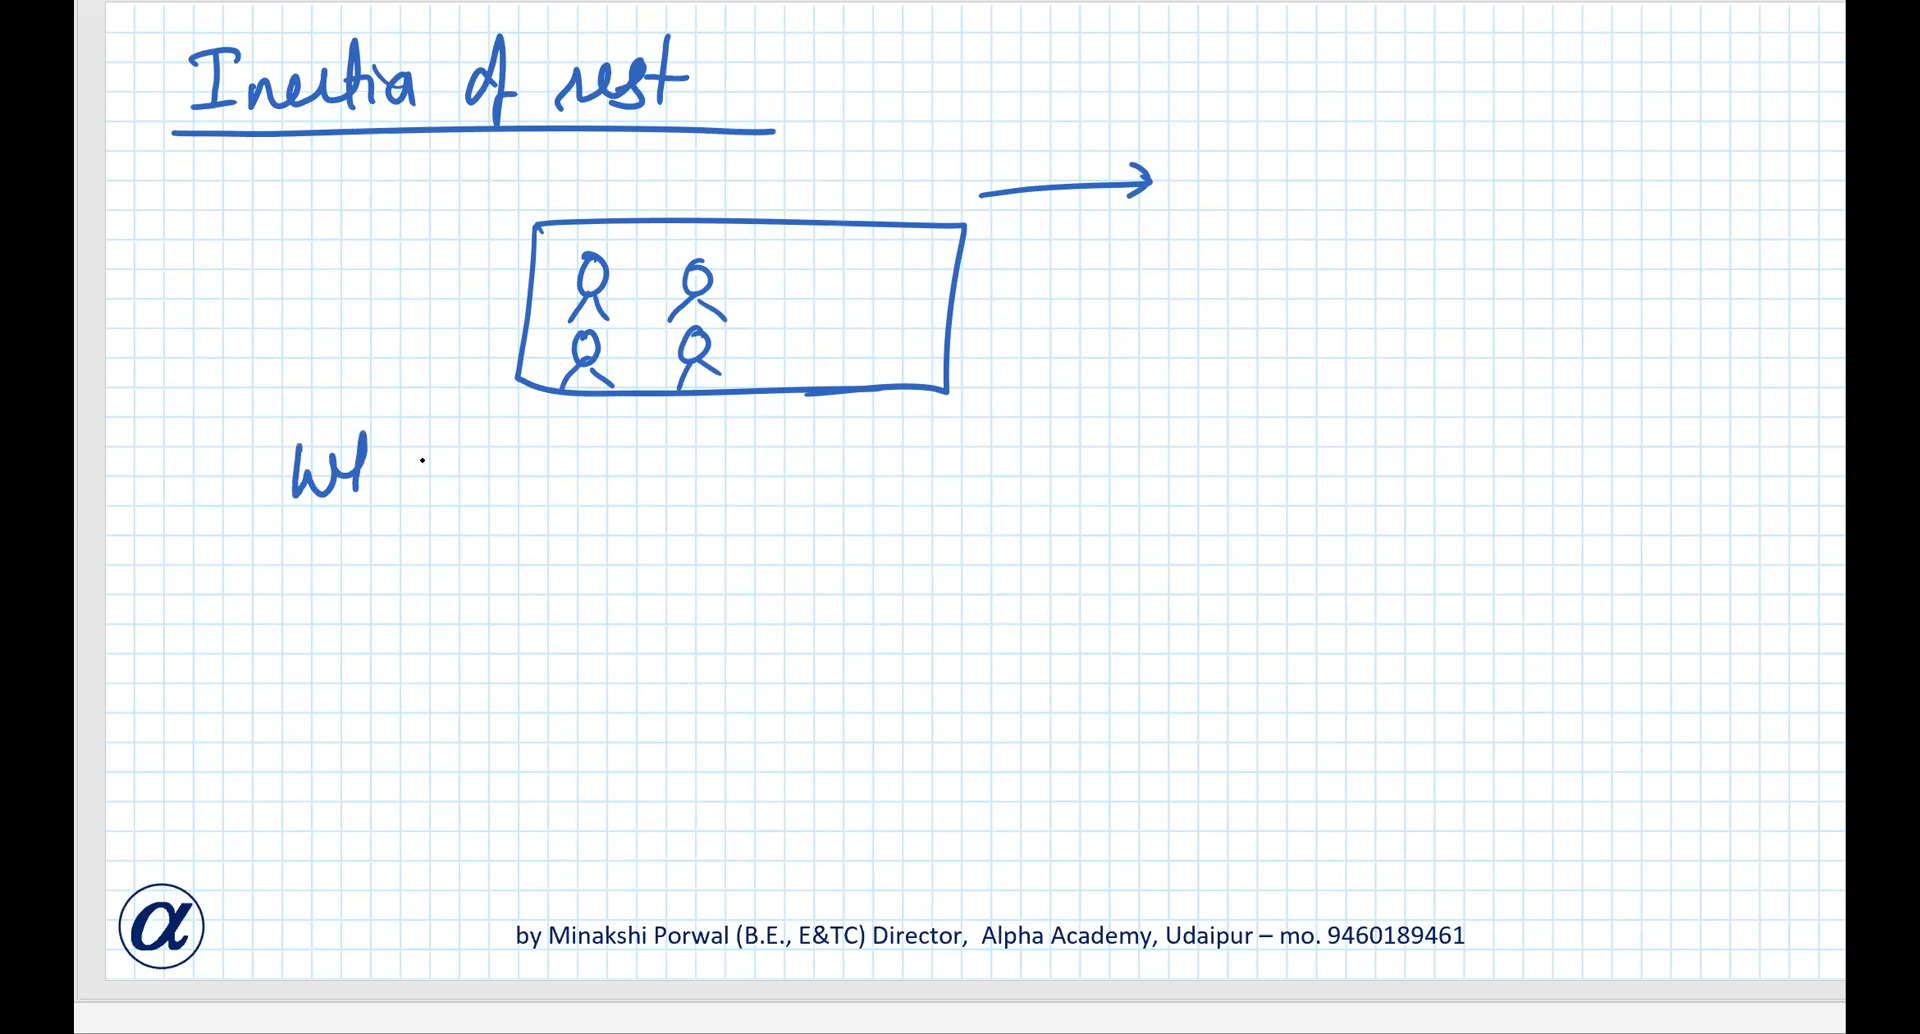 Inertia of rest
α
by Minakshi Porwal (B.E., E&TC) Director, Alpha Academy, Udaipur – mo. 9460189461